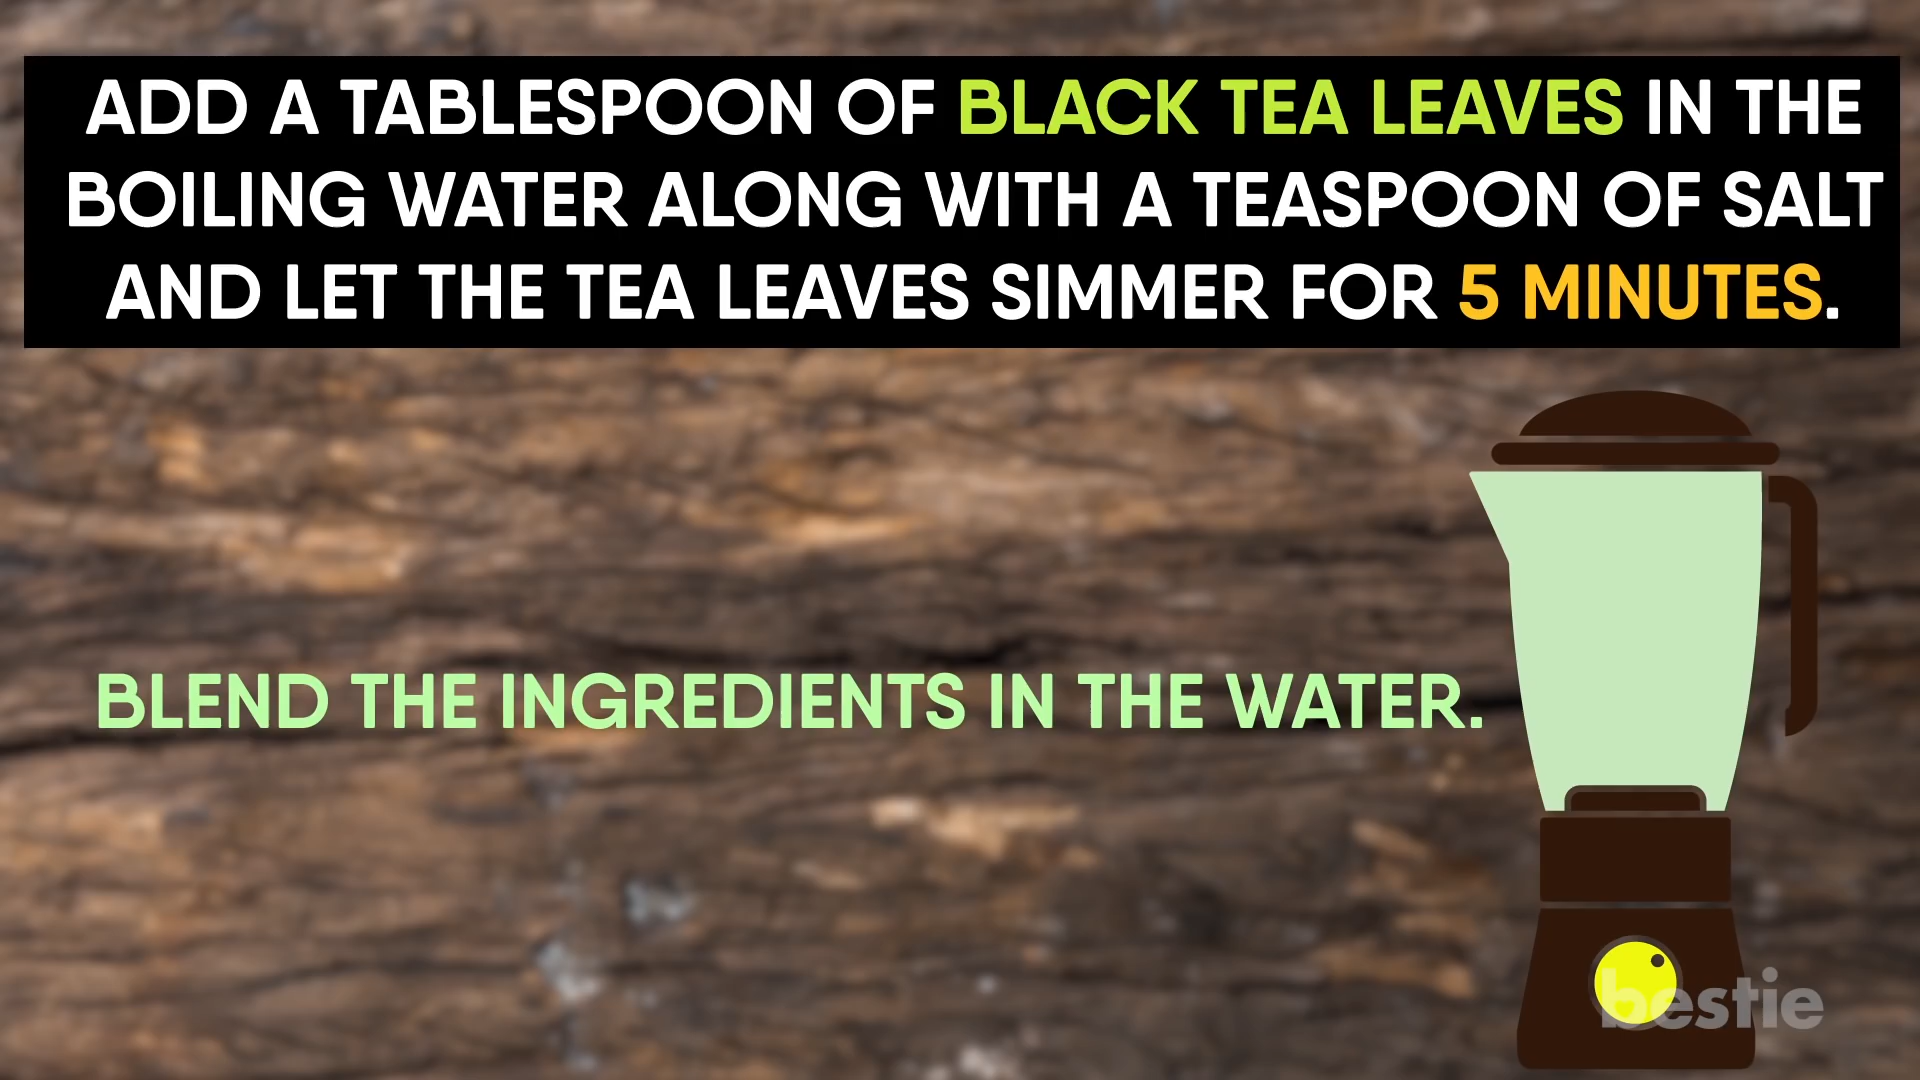 ADD A TABLESPOON OF BLACK TEA LEAVES IN THE
BOILING WATER ALONG WITH A TEASPOON OF SALT
AND LET THE TEA LEAVES SIMMER FOR 5 MINUTES.
BLEND THE INGREDIENTS IN THE WATER.
bestie